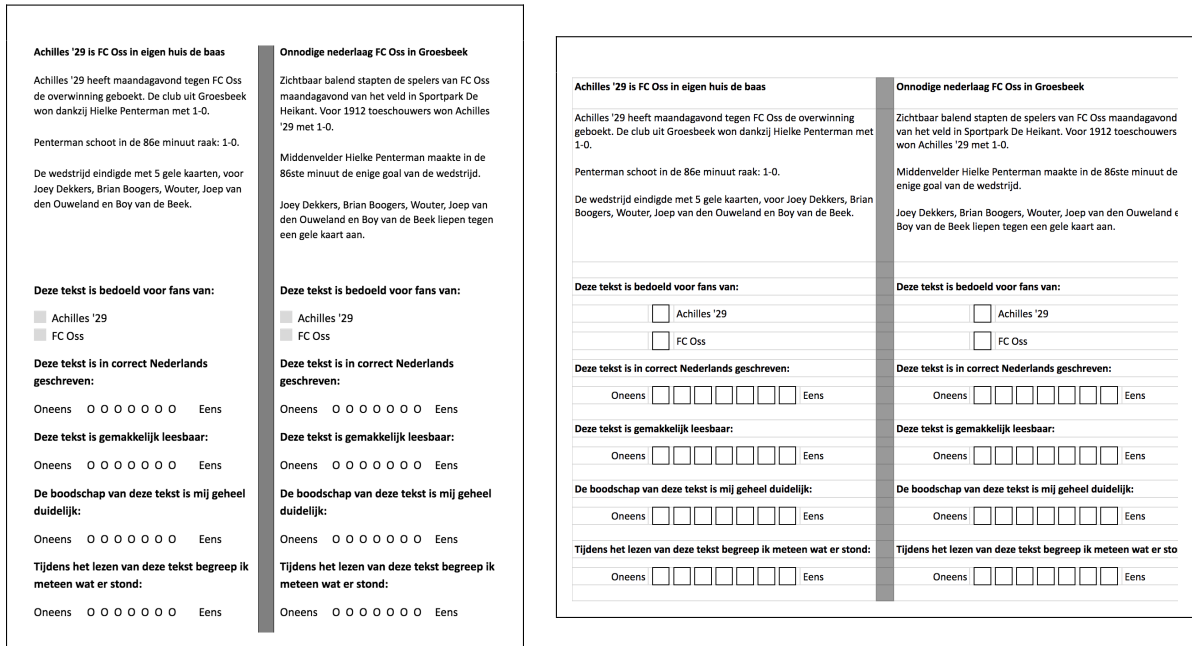 Achilles '29 is FC Oss in eigen huis de baas
Achilles '29 heeft maandagavond tegen FC Oss
de overwinning geboekt. De club uit Groesbeek
won dankzij Hielke Penterman met 1-0.
Penterman schoot in de 86e minuut raak: 1-0.
De wedstrijd eindigde met 5 gele kaarten, voor
Joey Dekkers, Brian Boogers, Wouter, Joep van
den Ouweland en Boy van de Beek.
Deze tekst is bedoeld voor fans van:
Achilles '29
FC Oss
Deze tekst is in correct Nederlands
geschreven:
Oneens O O O O O O O Eens
Deze tekst is gemakkelijk leesbaar:
Oneens O O O O O O O Eens
De boodschap van deze tekst is mij geheel
duidelijk:
Oneens O O O O O O O Eens
Tijdens het lezen van deze tekst begreep ik
meteen wat er stond:
Oneens O O O O O O O Eens
Onnodige nederlaag FC Oss in Groesbeek
Zichtbaar balend stapten de spelers van FC Oss
maandagavond van het veld in Sportpark De
Heikant. Voor 1912 toeschouwers won Achilles
'29 met 1-0.
Middenvelder Hielke Penterman maakte in de
86ste minuut de enige goal van de wedstrijd.
Joey Dekkers, Brian Boogers, Wouter, Joep van
den Ouweland en Boy van de Beek liepen tegen
een gele kaart aan.
Deze tekst is bedoeld voor fans van:
Achilles '29
FC Oss
Deze tekst is in correct Nederlands
geschreven:
Oneens O O O O O O O Eens
Deze tekst is gemakkelijk leesbaar:
Oneens O O O O O O O Eens
De boodschap van deze tekst is mij geheel
duidelijk:
Oneens O O O O O O O Eens
Tijdens het lezen van deze tekst begreep ik
meteen wat er stond:
Oneens O O O O O O O Eens
Achilles '29 is FC Oss in eigen huis de baas
Achilles '29 heeft maandagavond tegen FC Oss de overwinning
geboekt. De club uit Groesbeek won dankzij Hielke Penterman met
1-0.
Penterman schoot in de 86e minuut raak: 1-0.
De wedstrijd eindigde met 5 gele kaarten, voor Joey Dekkers, Brian
Boogers, Wouter, Joep van den Ouweland en Boy van de Beek.
Deze tekst is bedoeld voor fans van:
Achilles '29
FC Oss
Deze tekst is in correct Nederlands geschreven:
Oneens Eens
Deze tekst is gemakkelijk leesbaar:
Oneens Eens
De boodschap van deze tekst is mij geheel duidelijk:
Oneens Eens
Tijdens het lezen van deze tekst begreep ik meteen wat er stond:
Oneens Eens
Onnodige nederlaag FC Oss in Groesbeek
Zichtbaar balend stapten de spelers van FC Oss maandagavond
van het veld in Sportpark De Heikant. Voor 1912 toeschouwers
won Achilles '29 met 1-0.
Middenvelder Hielke Penterman maakte in de 86ste minuut de
enige goal van de wedstrijd.
Joey Dekkers, Brian Boogers, Wouter, Joep van den Ouweland
Boy van de Beek liepen tegen een gele kaart aan.
Deze tekst is bedoeld voor fans van:
Achilles '29
FC Oss
Deze tekst is in correct Nederlands geschreven:
Oneens Eens
Deze tekst is gemakkelijk leesbaar:
Oneens Eens
De boodschap van deze tekst is mij geheel duidelijk:
Oneens Eens
Tijdens het lezen van deze tekst begreep ik meteen wat er
Oneens Eens